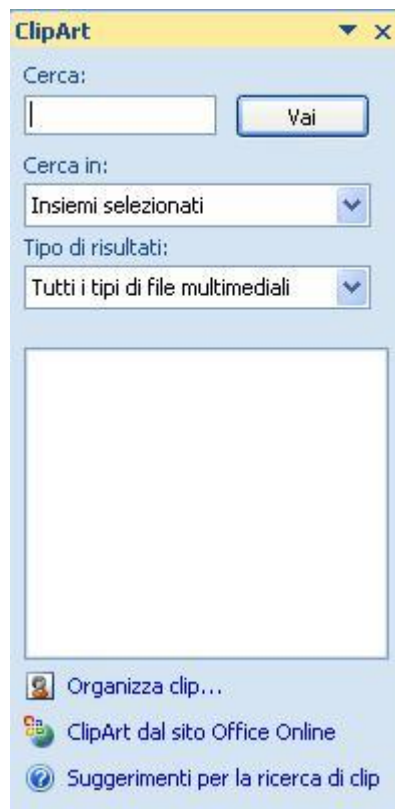 ClipArt
Cerca:
Vai
Cerca in:
Insiemi selezionati
Tipo di risultati:
Tutti i tipi di file multimediali
Organizza clip...
ClipArt dal sito Office Online
Suggerimenti per la ricerca di clip